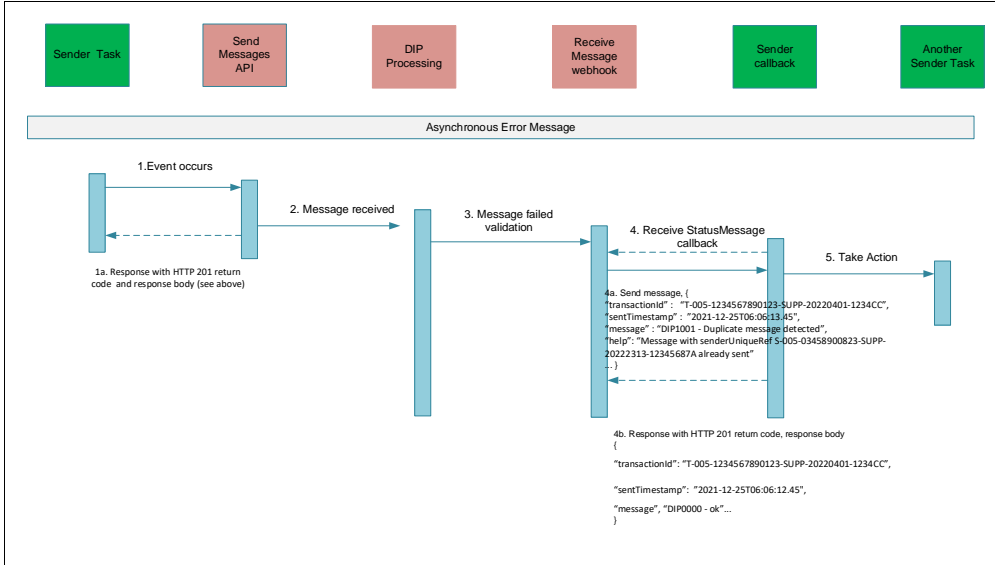 Sender Task
Send
Messages
API
DIP
Processing
Receive
Message
webhook
Sender
callback
Another
Sender Task
Asynchronous Error Message
1.Event occurs
2. Message received
3. Message failed
validation
4. Receive StatusMessage
callback
5. Take Action
1a. Response with HTTP 201 return
code and response body (see above)
4a. Send message, {
“transactionId” : “T-005-1234567890123-SUPP-20220401-1234CC”,
“sentTimestamp” : ”2021-12-25T06:06:13.45”,
“message” : ”DIP1001 - Duplicate message detected”,
“help”: “Message with senderUniqueRef S-005-03458900823-SUPP-
20222313-12345687A already sent”
... }
4b. Response with HTTP 201 return code, response body
{
“transactionId”: “T-005-1234567890123-SUPP-20220401-1234CC”,
“sentTimestamp”: ”2021-12-25T06:06:12.45”,
“message”, “DIP0000 - ok”...
}